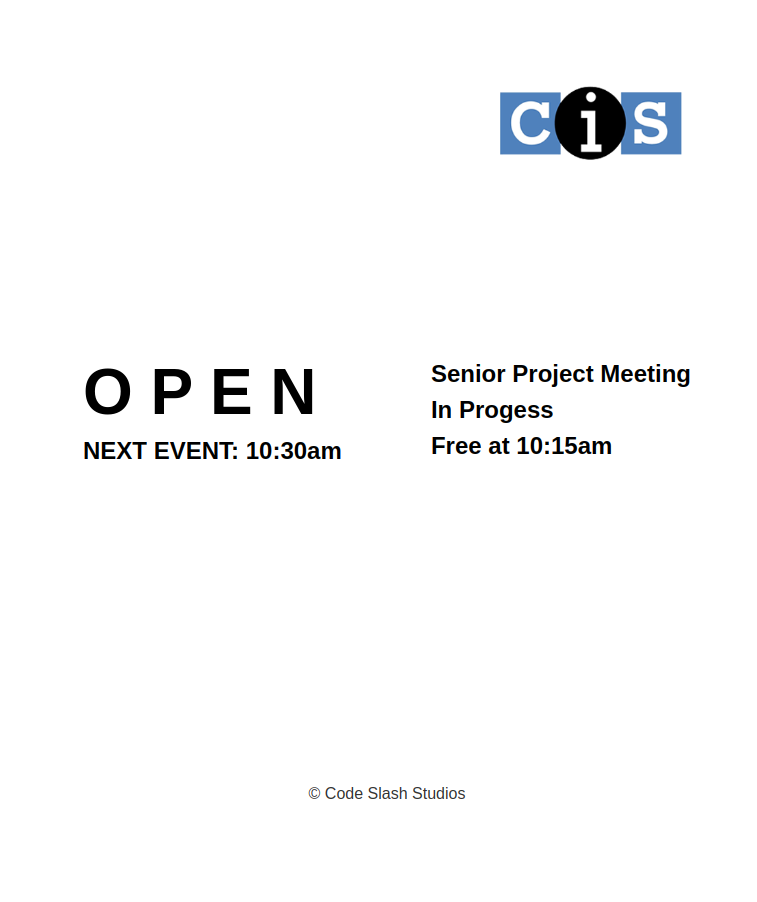 CiS
OPEN
NEXT EVENT: 10:30am
Senior Project Meeting
In Progess
Free at 10:15am
© Code Slash Studios